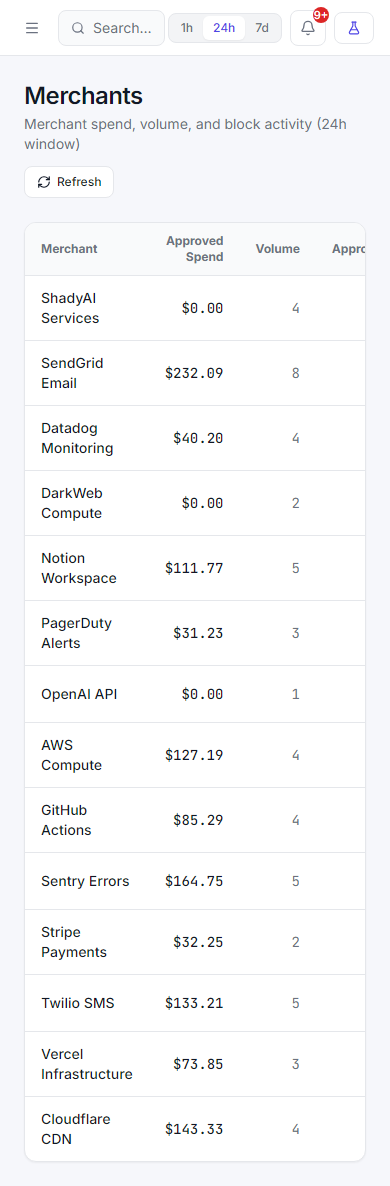 Search... 1h 24h 7d 9+
Merchants
Merchant spend, volume, and block activity (24h
window)
Refresh
Merchant Approved Spend Volume Appro
ShadyAI
Services
$0.00 4
SendGrid
Email
$232.09 8
Datadog
Monitoring
$40.20 4
DarkWeb
Compute
$0.00 2
Notion
Workspace
$111.77 5
PagerDuty
Alerts
$31.23 3
OpenAI API $0.00 1
AWS
Compute
$127.19 4
GitHub
Actions
$85.29 4
Sentry Errors $164.75 5
Stripe
Payments
$32.25 2
Twilio SMS $133.21 5
Vercel
Infrastructure
$73.85 3
Cloudflare
CDN
$143.33 4